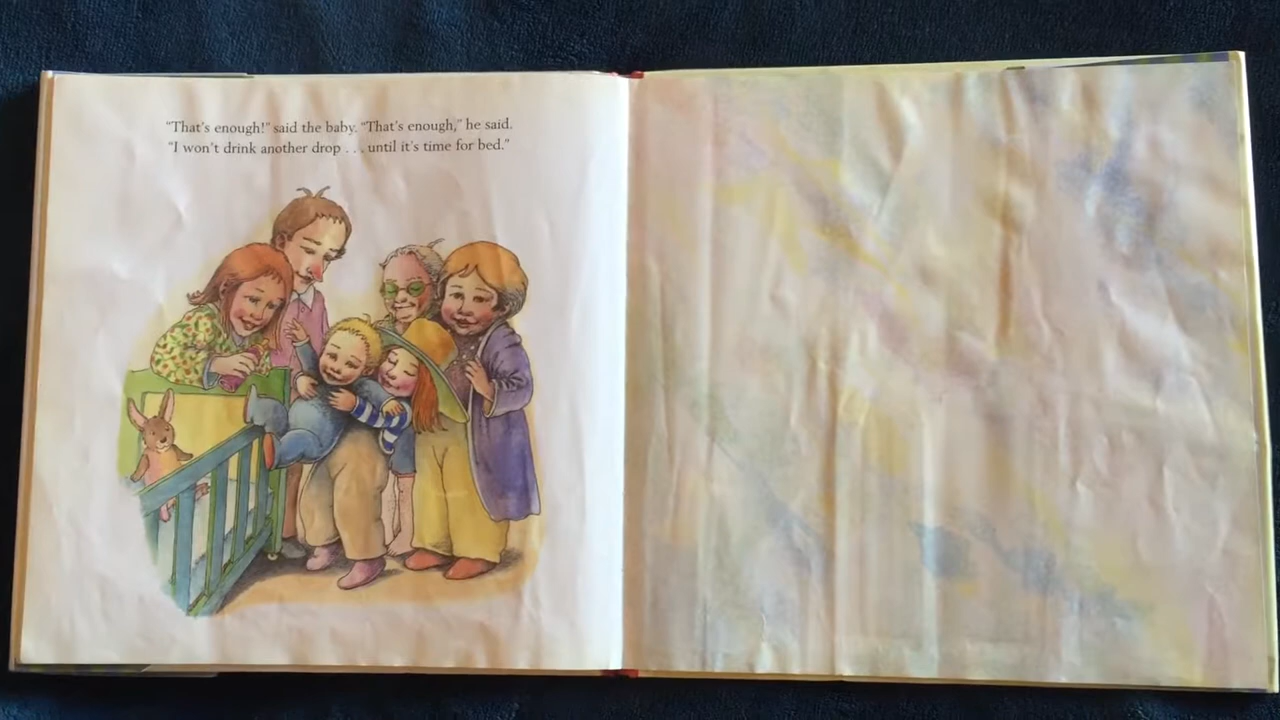 "That's enough!" said the baby. "That's enough," he said.
"I won't drink another drop . . . until it's time for bed."